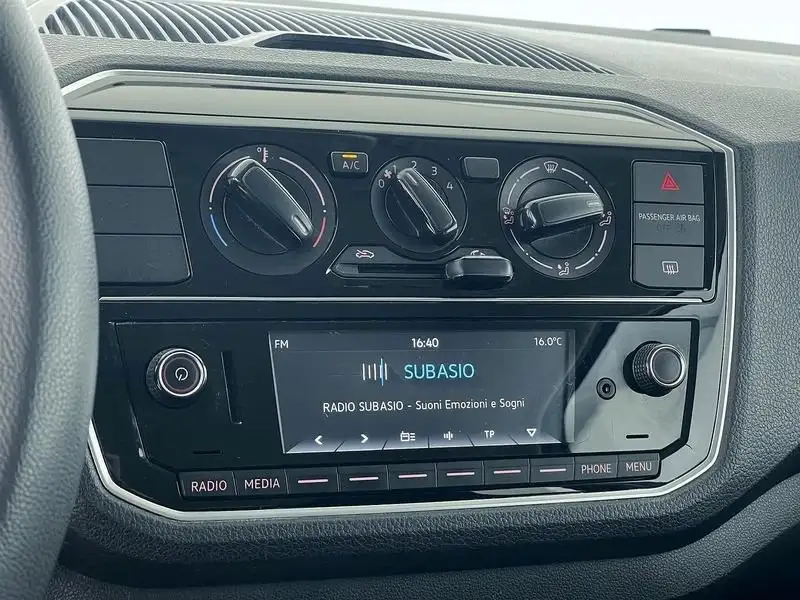 A/C
0 1 2 3 4
PASSENGER AIR BAG
FM 16:40 16.0°C
SUBASIO
RADIO SUBASIO - Suoni Emozioni e Sogni
TP
RADIO MEDIA PHONE MENU